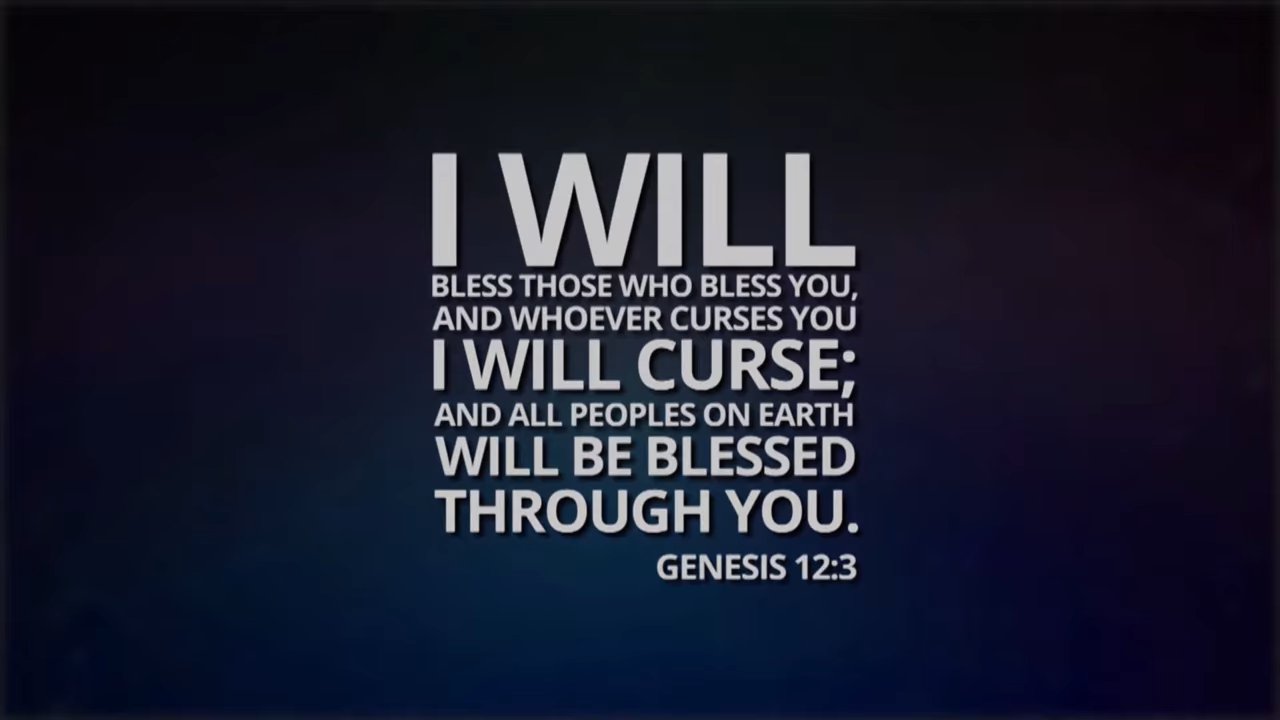 I WILL
BLESS THOSE WHO BLESS YOU,
AND WHOEVER CURSES YOU
I WILL CURSE;
AND ALL PEOPLES ON EARTH
WILL BE BLESSED
THROUGH YOU.
GENESIS 12:3